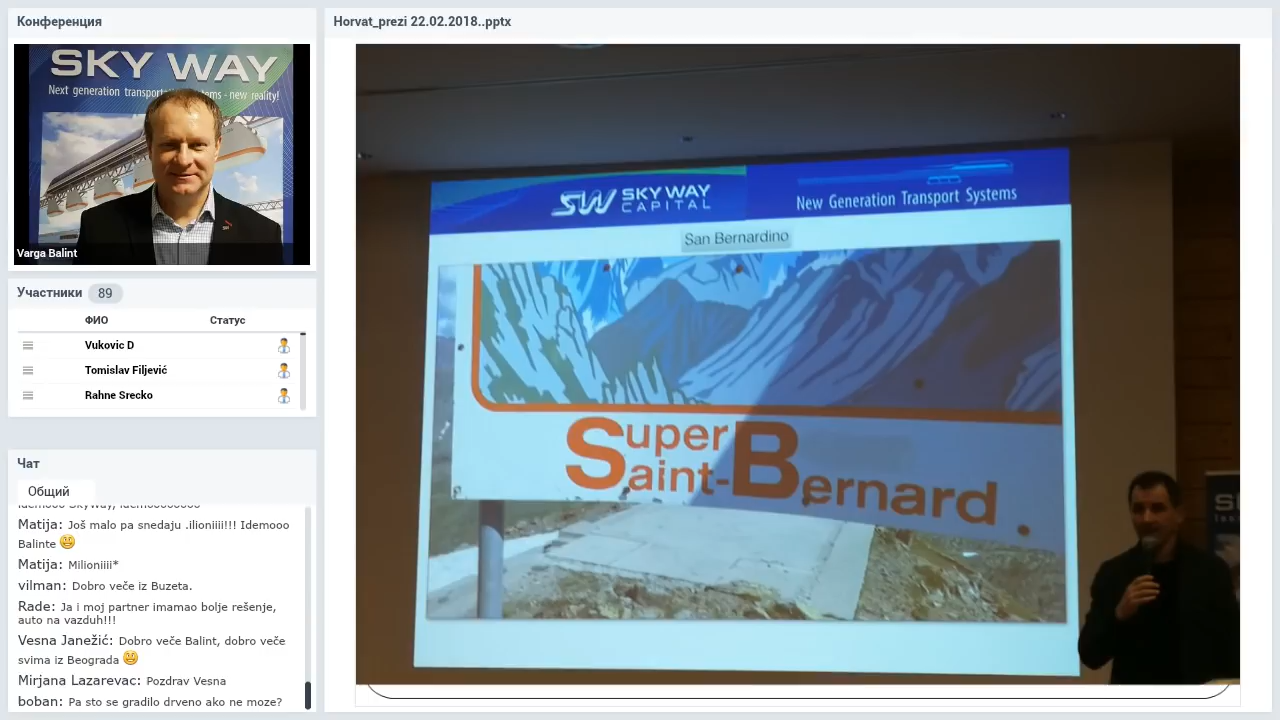 Конференция
SKY WAY
Next generation
new reality!
Varga Balint
Участники 89
ФИО Статус
Vukovic D
Tomislav Filjević
Rahne Srecko
Чат
Общий
Matija: Još malo pa snedaju .ilioniiii!!! Idemooo
Balinte
Matija: Milioniiii*
vilman: Dobro veče iz Buzeta.
Rade: Ja i moj partner imamao bolje rešenje,
auto na vazduh!!!
Vesna Janežić: Dobro veče Balint, dobro veče
svima iz Beograda
Mirjana Lazarevac: Pozdrav Vesna
boban: Pa sto se gradilo drveno ako ne moze?
Horvat_prezi 22.02.2018..pptx
SW SKY WAY
CAPITAL
New Generation Transport Systems
San Bernardino
Super
Saint-Bernard